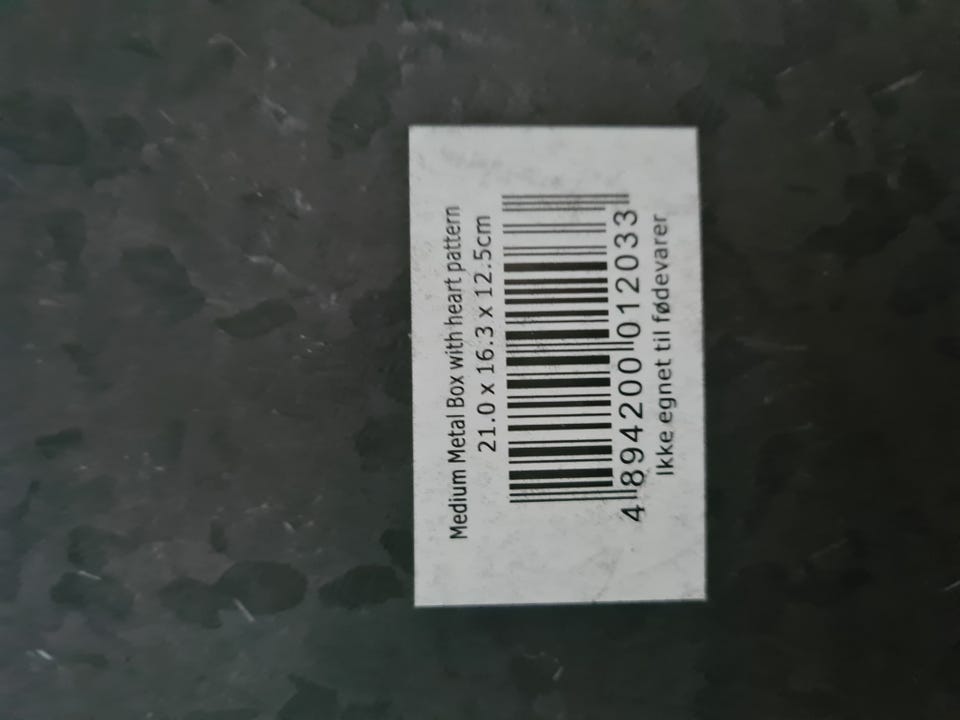 Medium Metal Box with heart pattern
21.0 x 16.3 x 12.5cm
4 894200 012033
Ikke egnet til fødevarer